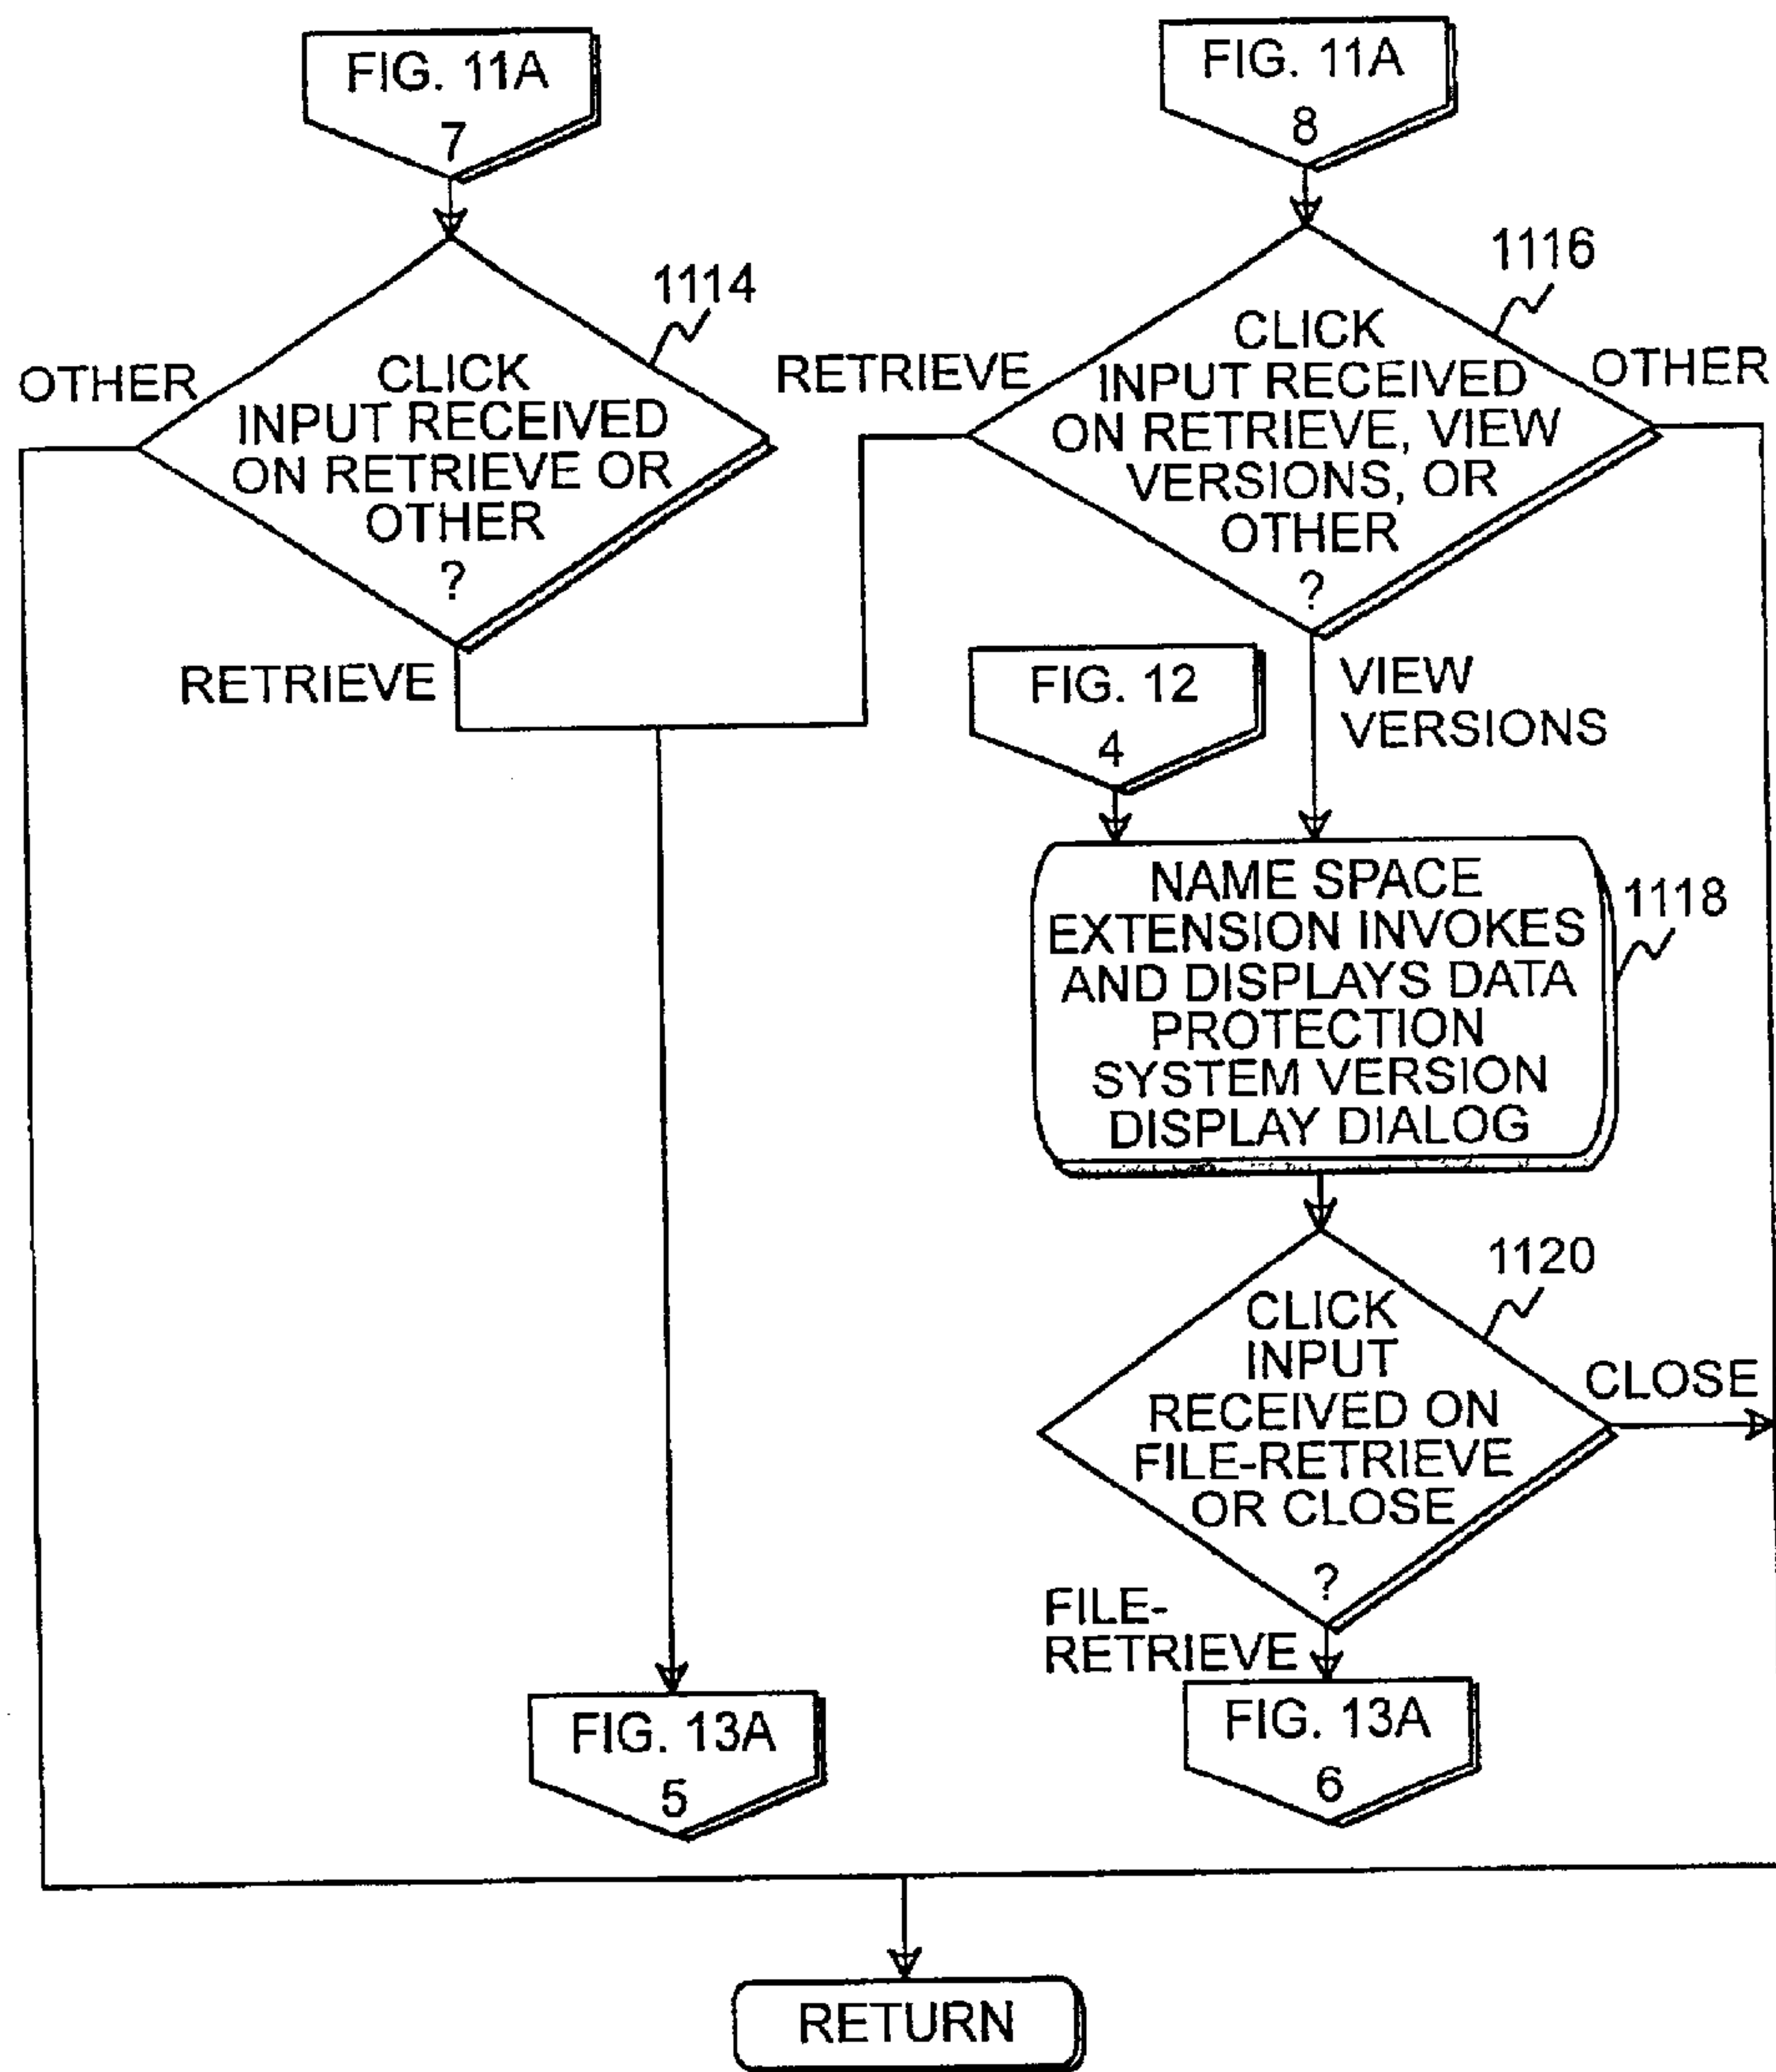 FIG. 11A
7
FIG. 11A
8
1114
OTHER
CLICK
INPUT RECEIVED
ON RETRIEVE OR
OTHER
?
RETRIEVE
1116
RETRIEVE
CLICK
INPUT RECEIVED
ON RETRIEVE, VIEW
VERSIONS, OR
OTHER
?
OTHER
FIG. 12
4
VIEW
VERSIONS
NAME SPACE
EXTENSION INVOKES
AND DISPLAYS DATA
PROTECTION
SYSTEM VERSION
DISPLAY DIALOG
1118
1120
CLICK
INPUT
RECEIVED ON
FILE-RETRIEVE
OR CLOSE
?
CLOSE
FILE-
RETRIEVE
FIG. 13A
5
FIG. 13A
6
RETURN